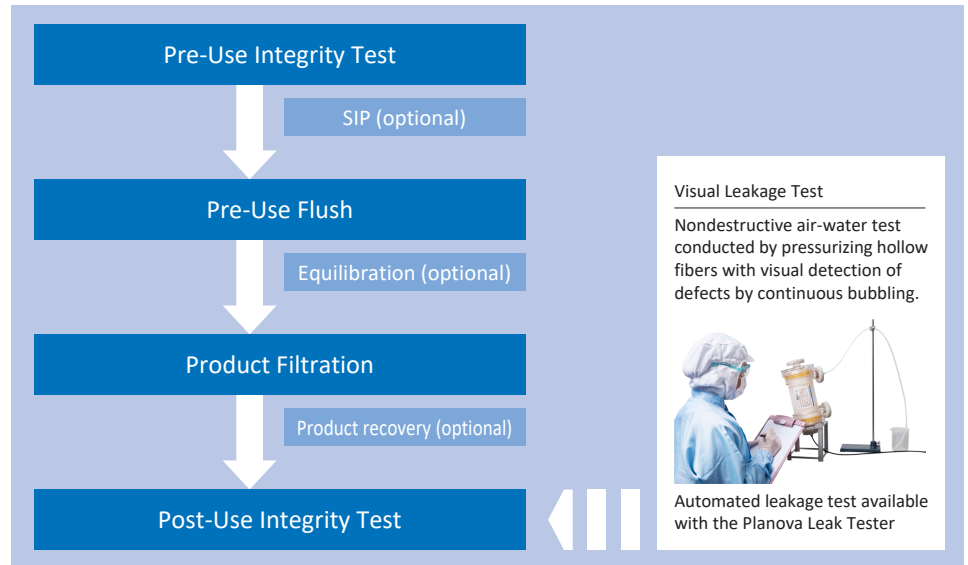 Pre-Use Integrity Test
SIP (optional)
Pre-Use Flush
Equilibration (optional)
Product Filtration
Product recovery (optional)
Post-Use Integrity Test
Visual Leakage Test
Nondestructive air-water test
conducted by pressurizing hollow
fibers with visual detection of
defects by continuous bubbling.
Automated leakage test available
with the Planova Leak Tester